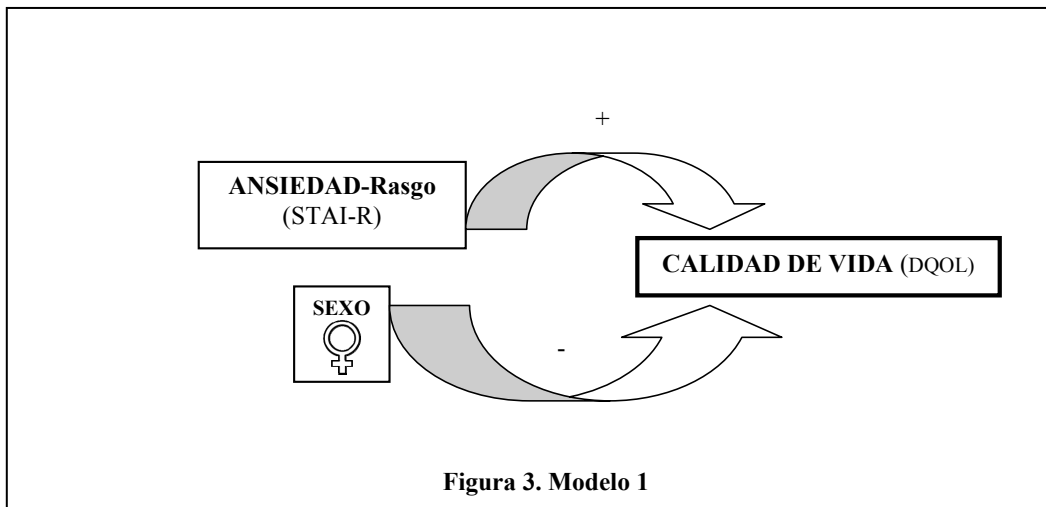 +
ANSIEDAD-Rasgo
(STAI-R)
CALIDAD DE VIDA (DQOL)
SEXO
-
Figura 3. Modelo 1